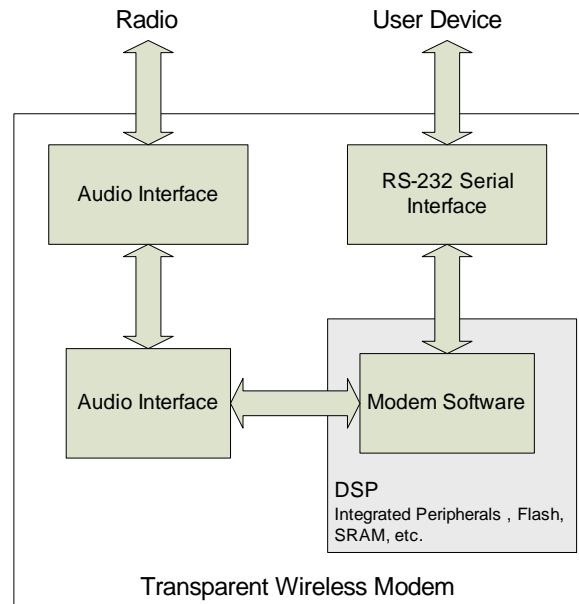 Radio
User Device
Audio Interface
RS-232 Serial
Interface
Audio Interface
Modem Software
DSP
Integrated Peripherals , Flash,
SRAM, etc.
Transparent Wireless Modem